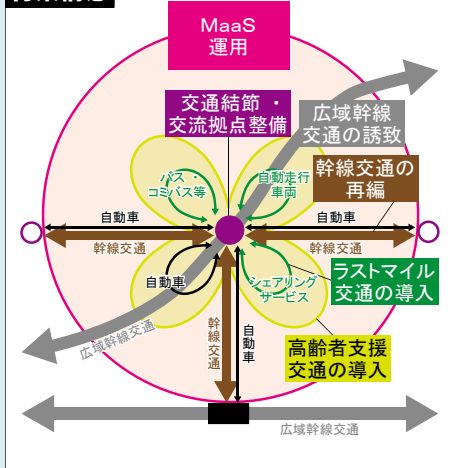 MaaS
運用
交通結節・
交流拠点整備
広域幹線
交通の誘致
バス・
コミバス等
自動走行
車両
幹線交通の
再編
自動車
自動車
幹線交通
幹線交通
自動車
シェアリング
サービス
ラストマイル
交通の導入
幹線交通
自動車
広域幹線交通
高齢者支援
交通の導入
広域幹線交通